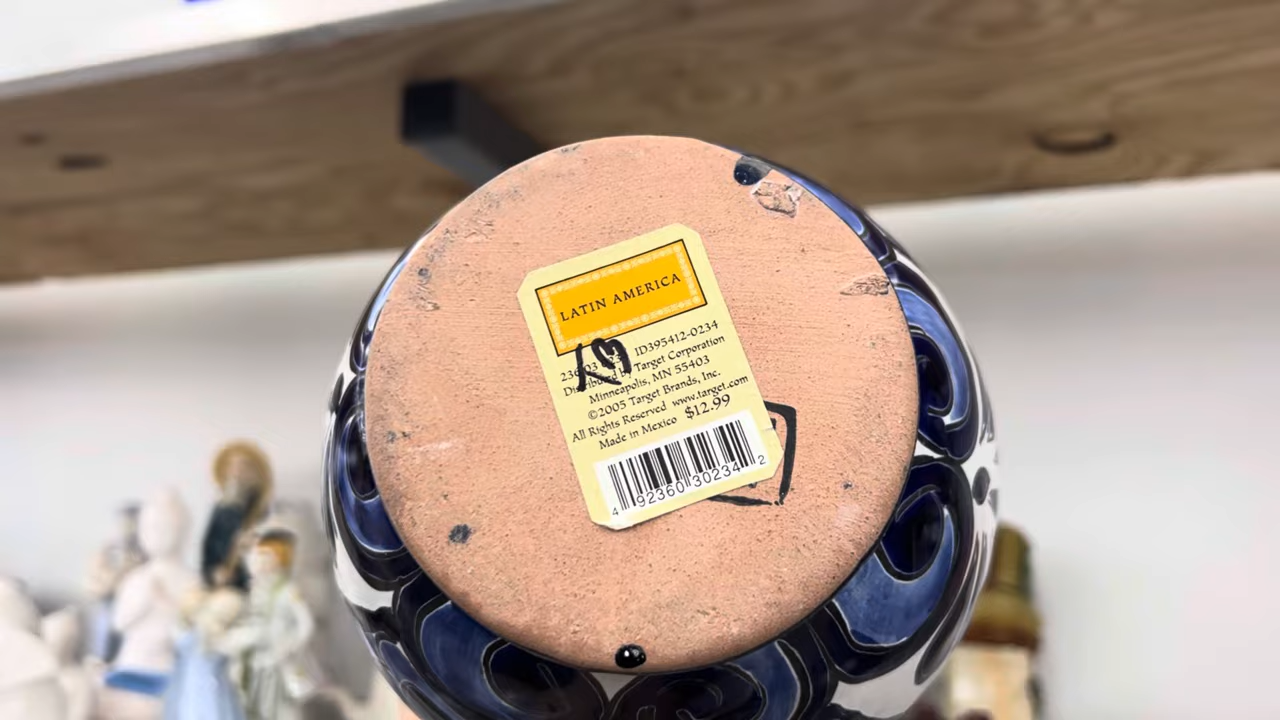 LATIN AMERICA
ID395412-0234
Target Corporation
Minneapolis, MN 55403
©2005 Target Brands, Inc.
All Rights Reserved www.target.com
Made in Mexico $12.99
4 92360 30234 2